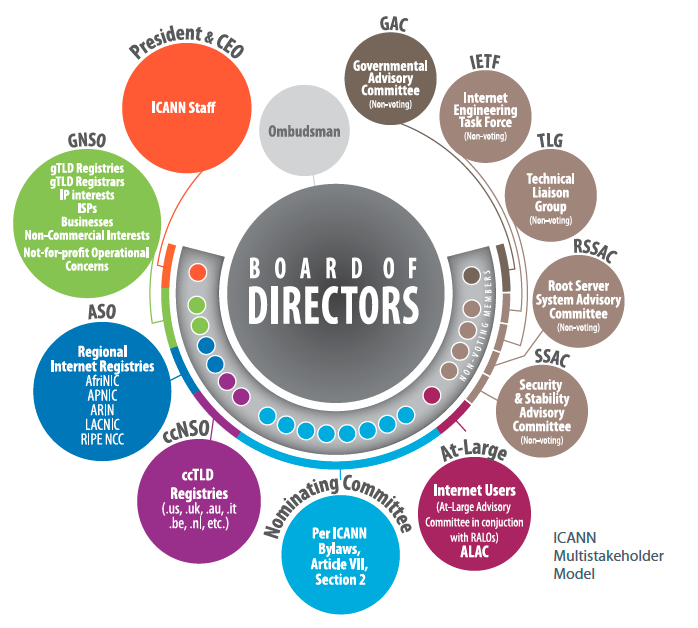 President & CEO
ICANN Staff
Ombudsman
GAC
Governmental
Advisory
Committee
(Non-voting)
IETF
Internet
Engineering
Task Force
(Non-voting)
TLG
Technical
Liaison
Group
(Non-voting)
RSSAC
Root Server
System Advisory
Committee
(Non-voting)
SSAC
Security
& Stability
Advisory
Committee
(Non-voting)
GNSO
gTLD Registries
gTLD Registrars
IP interests
ISPs
Businesses
Non-Commercial Interests
Not-for-profit Operational
Concerns
BOARD OF
DIRECTORS
NON-VOTING MEMBERS
ASO
Regional
Internet Registries
AfriNIC
APNIC
ARIN
LACNIC
RIPE NCC
ccNSO
ccTLD
Registries
(.us, .uk, .au, .it
.be, .nl, etc.)
Nominating Committee
Per ICANN
Bylaws,
Article VII,
Section 2
At-Large
Internet Users
(At-Large Advisory
Committee in conjuction
with RALOs)
ALAC
ICANN
Multistakeholder
Model